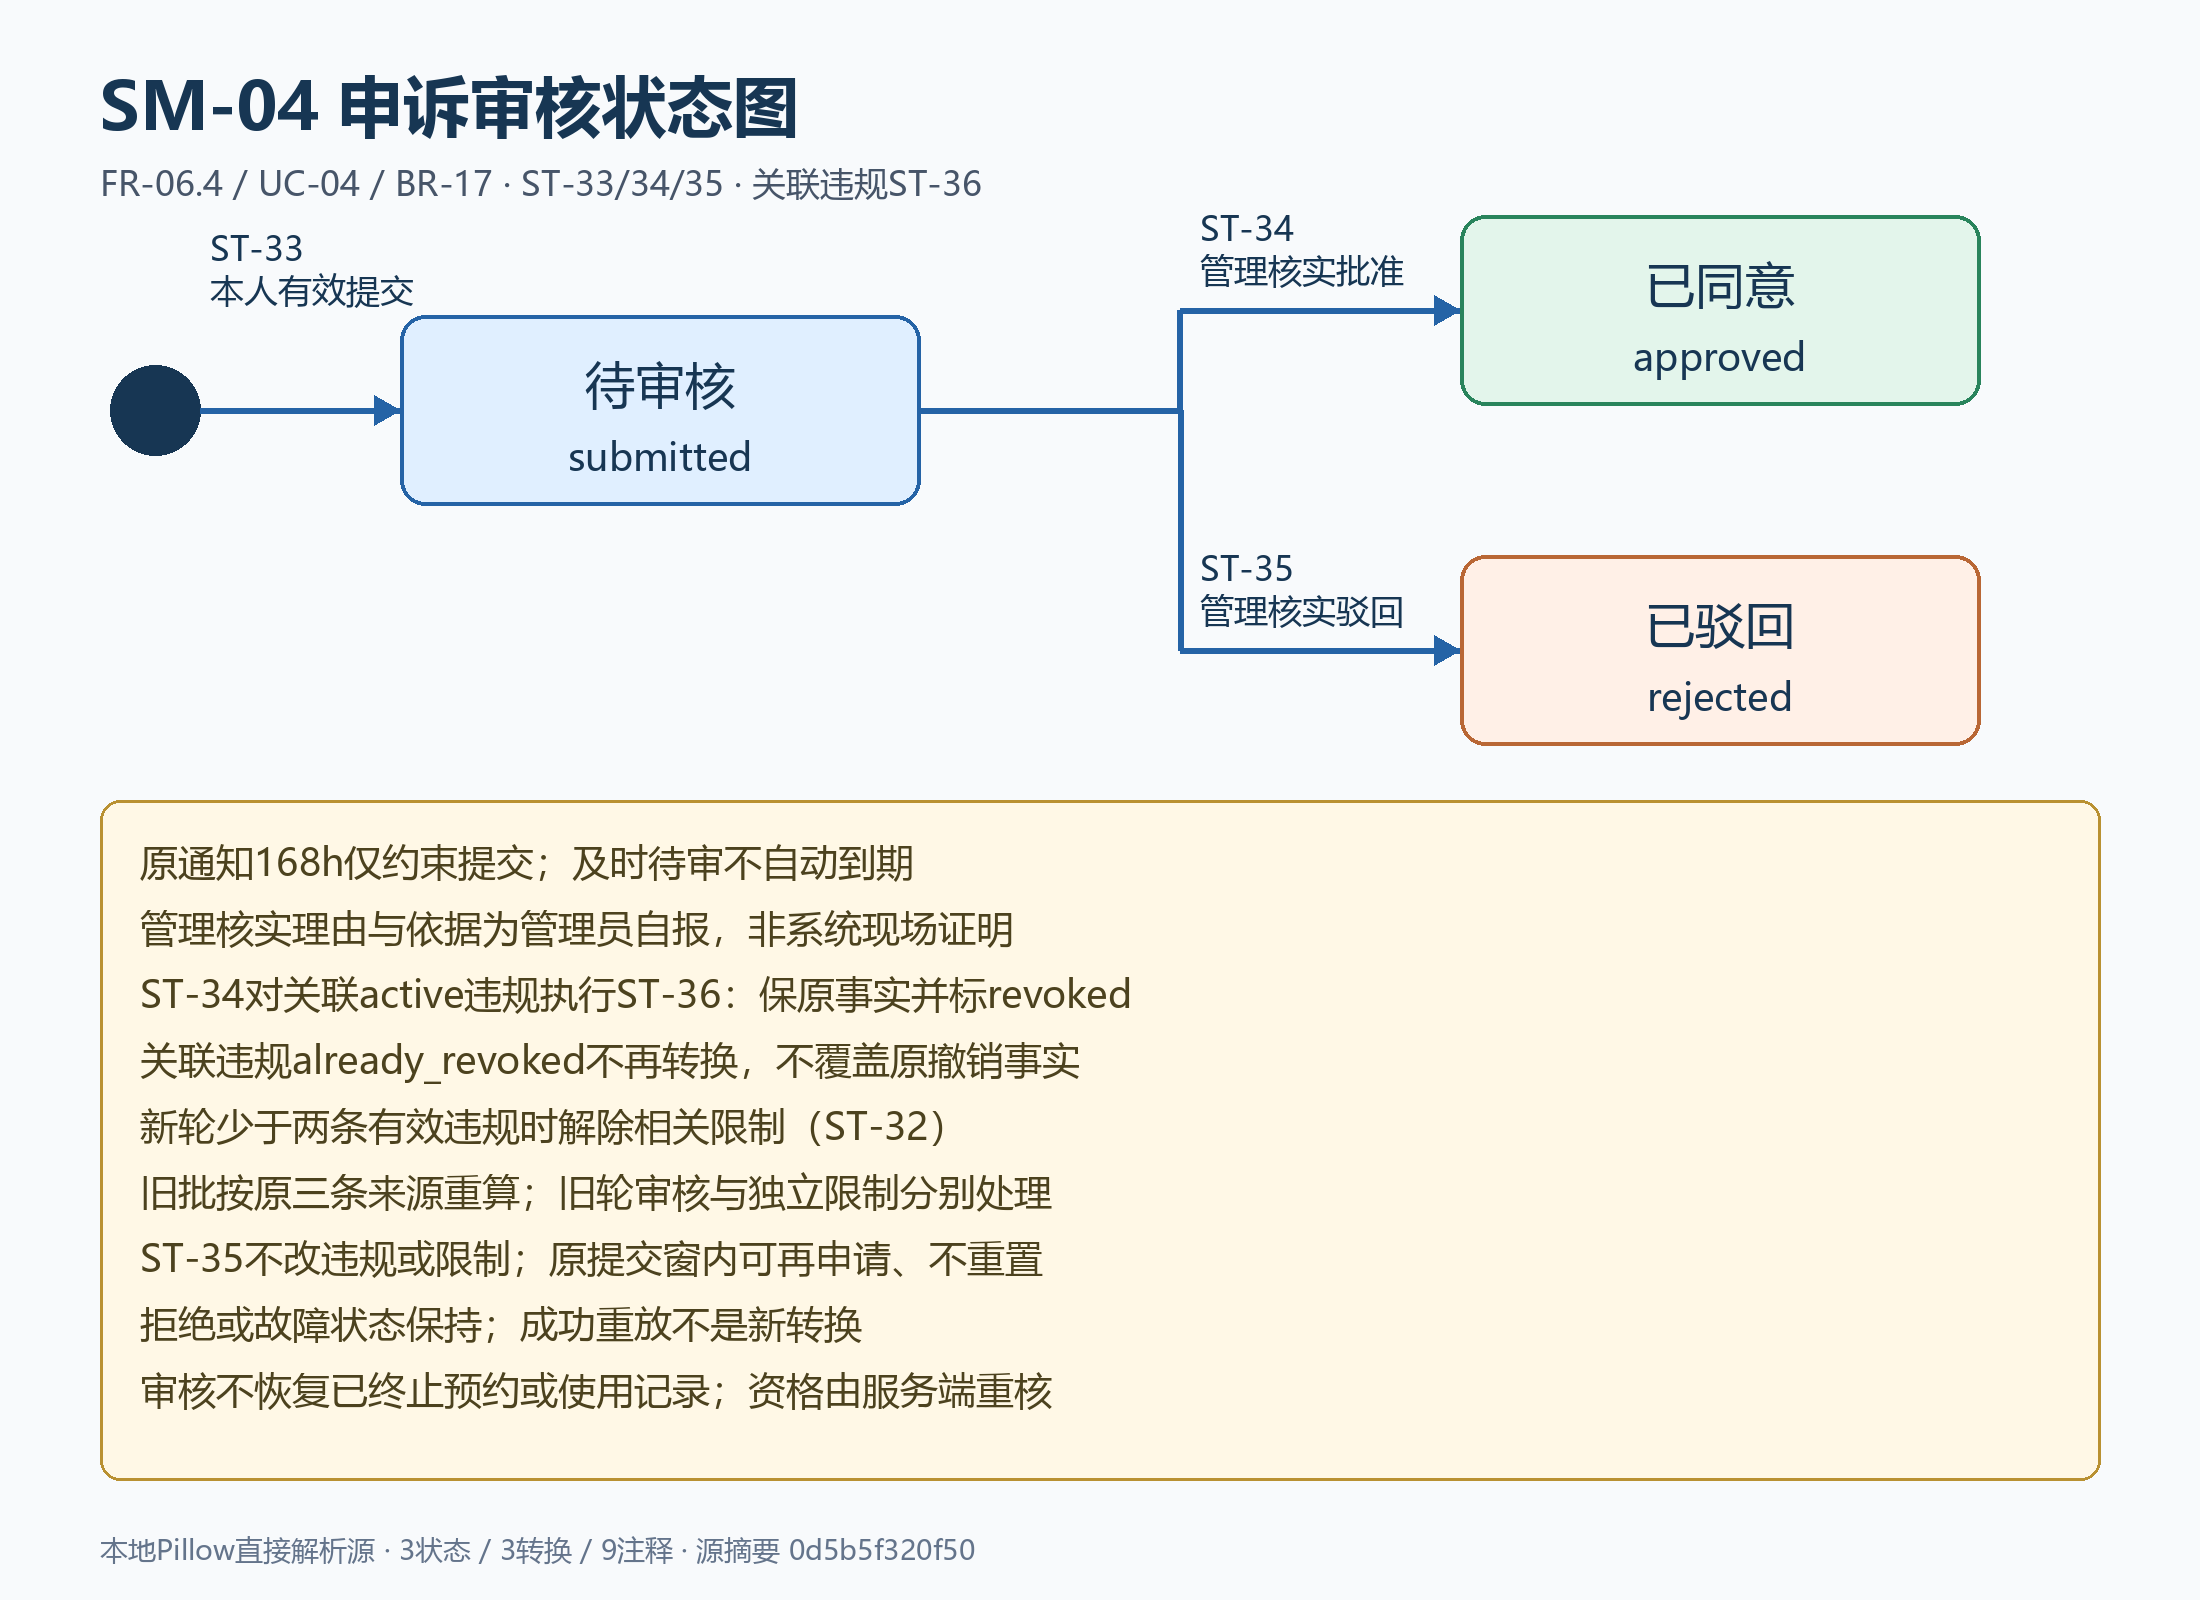 SM-04 申诉审核状态图
FR-06.4 / UC-04 / BR-17 · ST-33/34/35 · 关联违规ST-36
ST-33
本人有效提交
待审核
submitted
ST-34
管理核实批准
已同意
approved
ST-35
管理核实驳回
已驳回
rejected
原通知168h仅约束提交；及时待审不自动到期
管理核实理由与依据为管理员自报，非系统现场证明
ST-34对关联active违规执行ST-36：保原事实并标revoked
关联违规already_revoked不再转换，不覆盖原撤销事实
新轮少于两条有效违规时解除相关限制（ST-32）
旧批按原三条来源重算；旧轮审核与独立限制分别处理
ST-35不改违规或限制；原提交窗内可再申请、不重置
拒绝或故障状态保持；成功重放不是新转换
审核不恢复已终止预约或使用记录；资格由服务端重核
本地Pillow直接解析源 · 3状态 / 3转换 / 9注释 · 源摘要 0d5b5f320f50